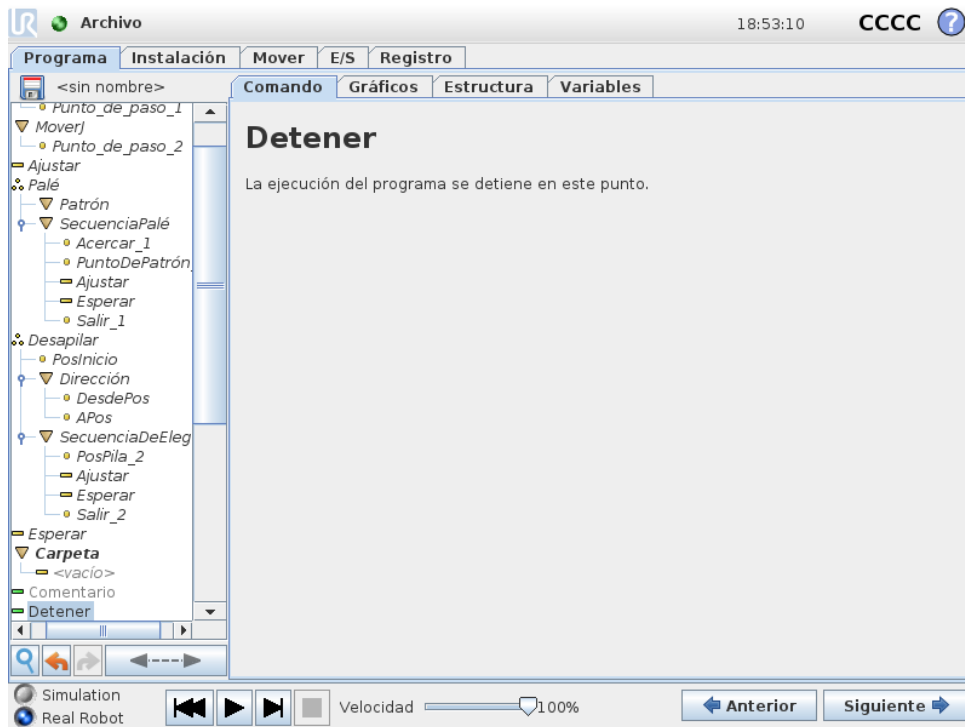 UR Archivo 18:53:10 CCCC ?
Programa Instalación Mover E/S Registro
<sin nombre> Comando Gráficos Estructura Variables
Punto_de_paso_1
MoverJ
Punto_de_paso_2
Ajustar
Palé
Patrón
SecuenciaPalé
Acercar_1
PuntoDePatrón
Ajustar
Esperar
Salir_1
Desapilar
PosInicio
Dirección
DesdePos
APos
SecuenciaDeEleg
PosPila_2
Ajustar
Esperar
Salir_2
Esperar
Carpeta
<vacío>
Comentario
Detener
Detener
La ejecución del programa se detiene en este punto.
Simulation
Real Robot
Velocidad 100%
Anterior Siguiente